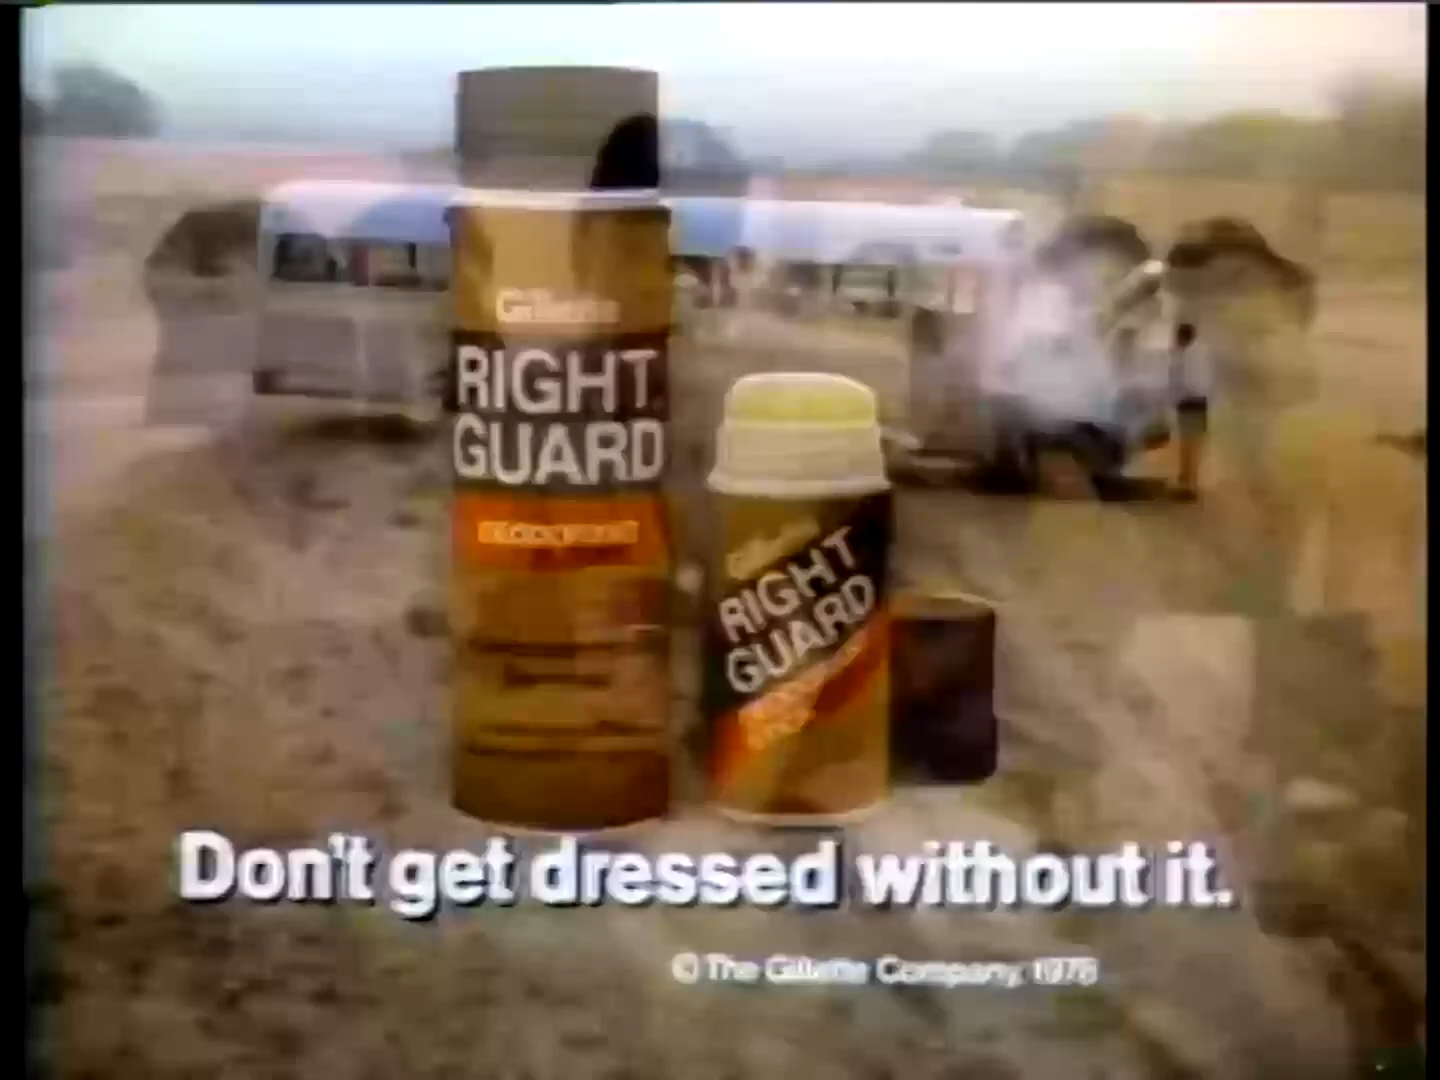 Gillette
RIGHT
GUARD
DEODORANT
Gillette
RIGHT
GUARD
Don't get dressed without it.
© The Gillette Company, 1978